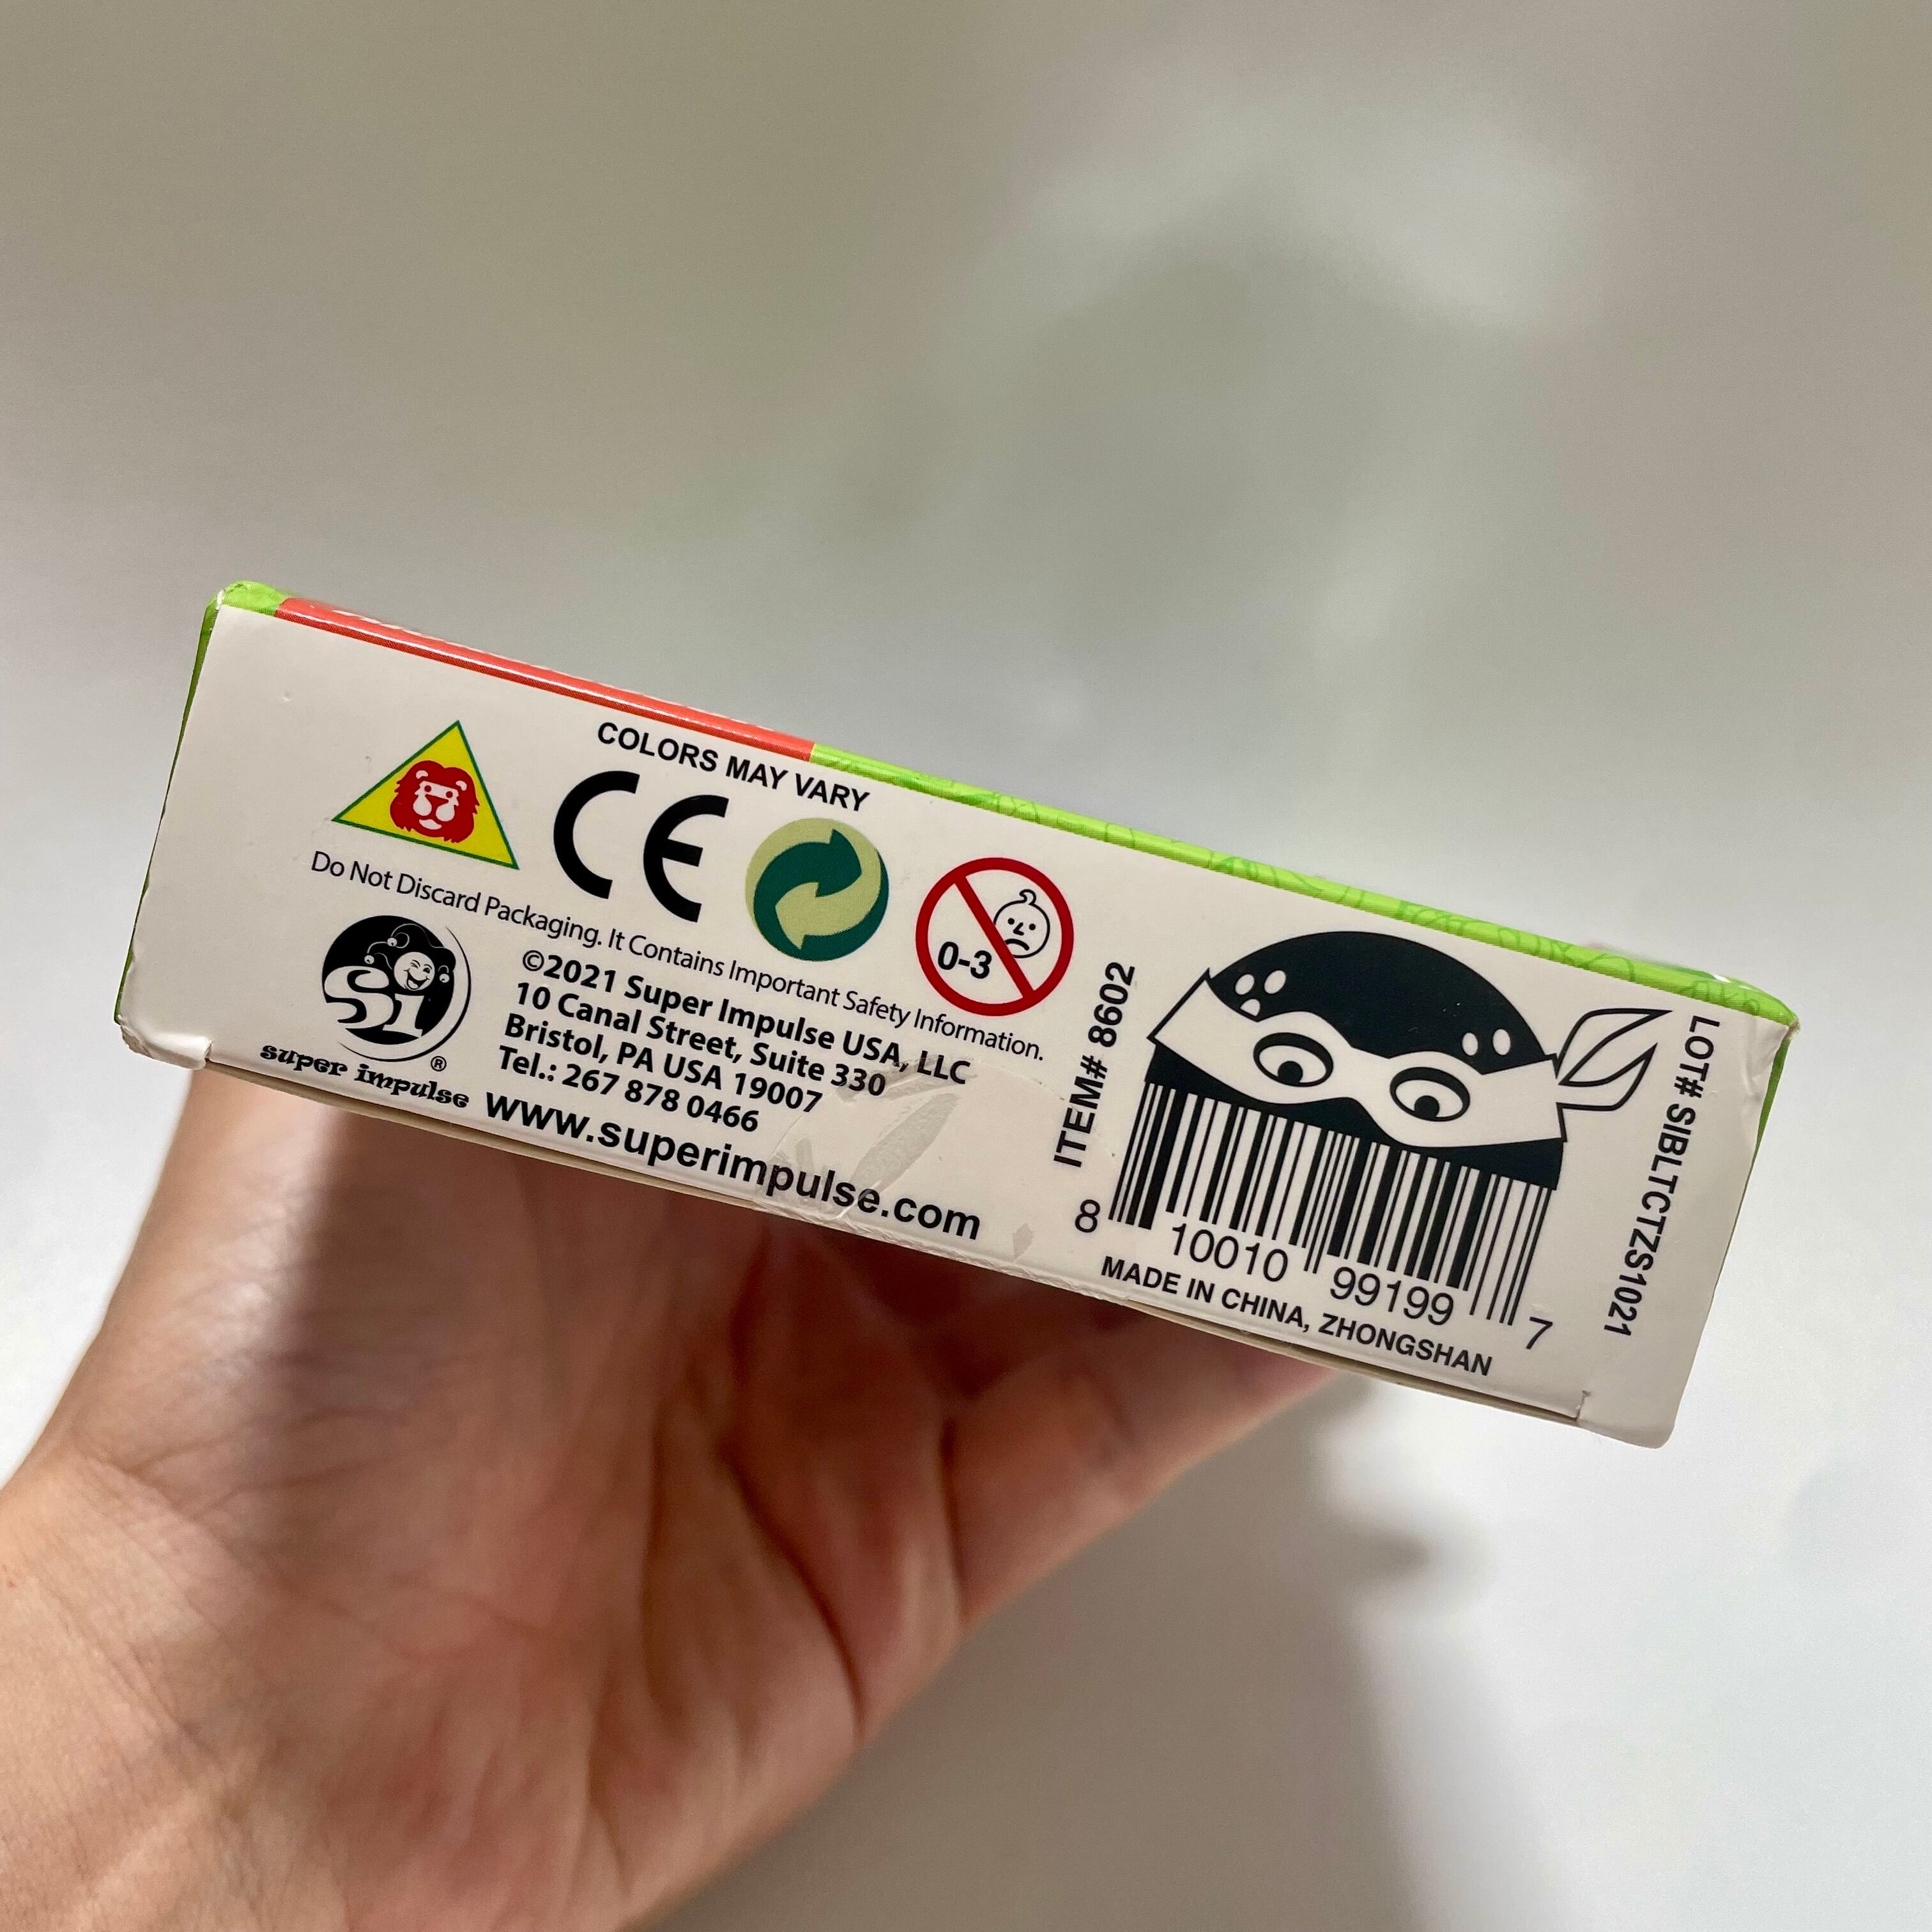 COLORS MAY VARY
CE
0-3
Do Not Discard Packaging. It Contains Important Safety Information.
Si
super impulse®
©2021 Super Impulse USA, LLC
10 Canal Street, Suite 330
Bristol, PA USA 19007
Tel.: 267 878 0466
www.superimpulse.com
ITEM# 8602
8 10010 99199 7
MADE IN CHINA, ZHONGSHAN
LOT# SIBLTCTZS1021